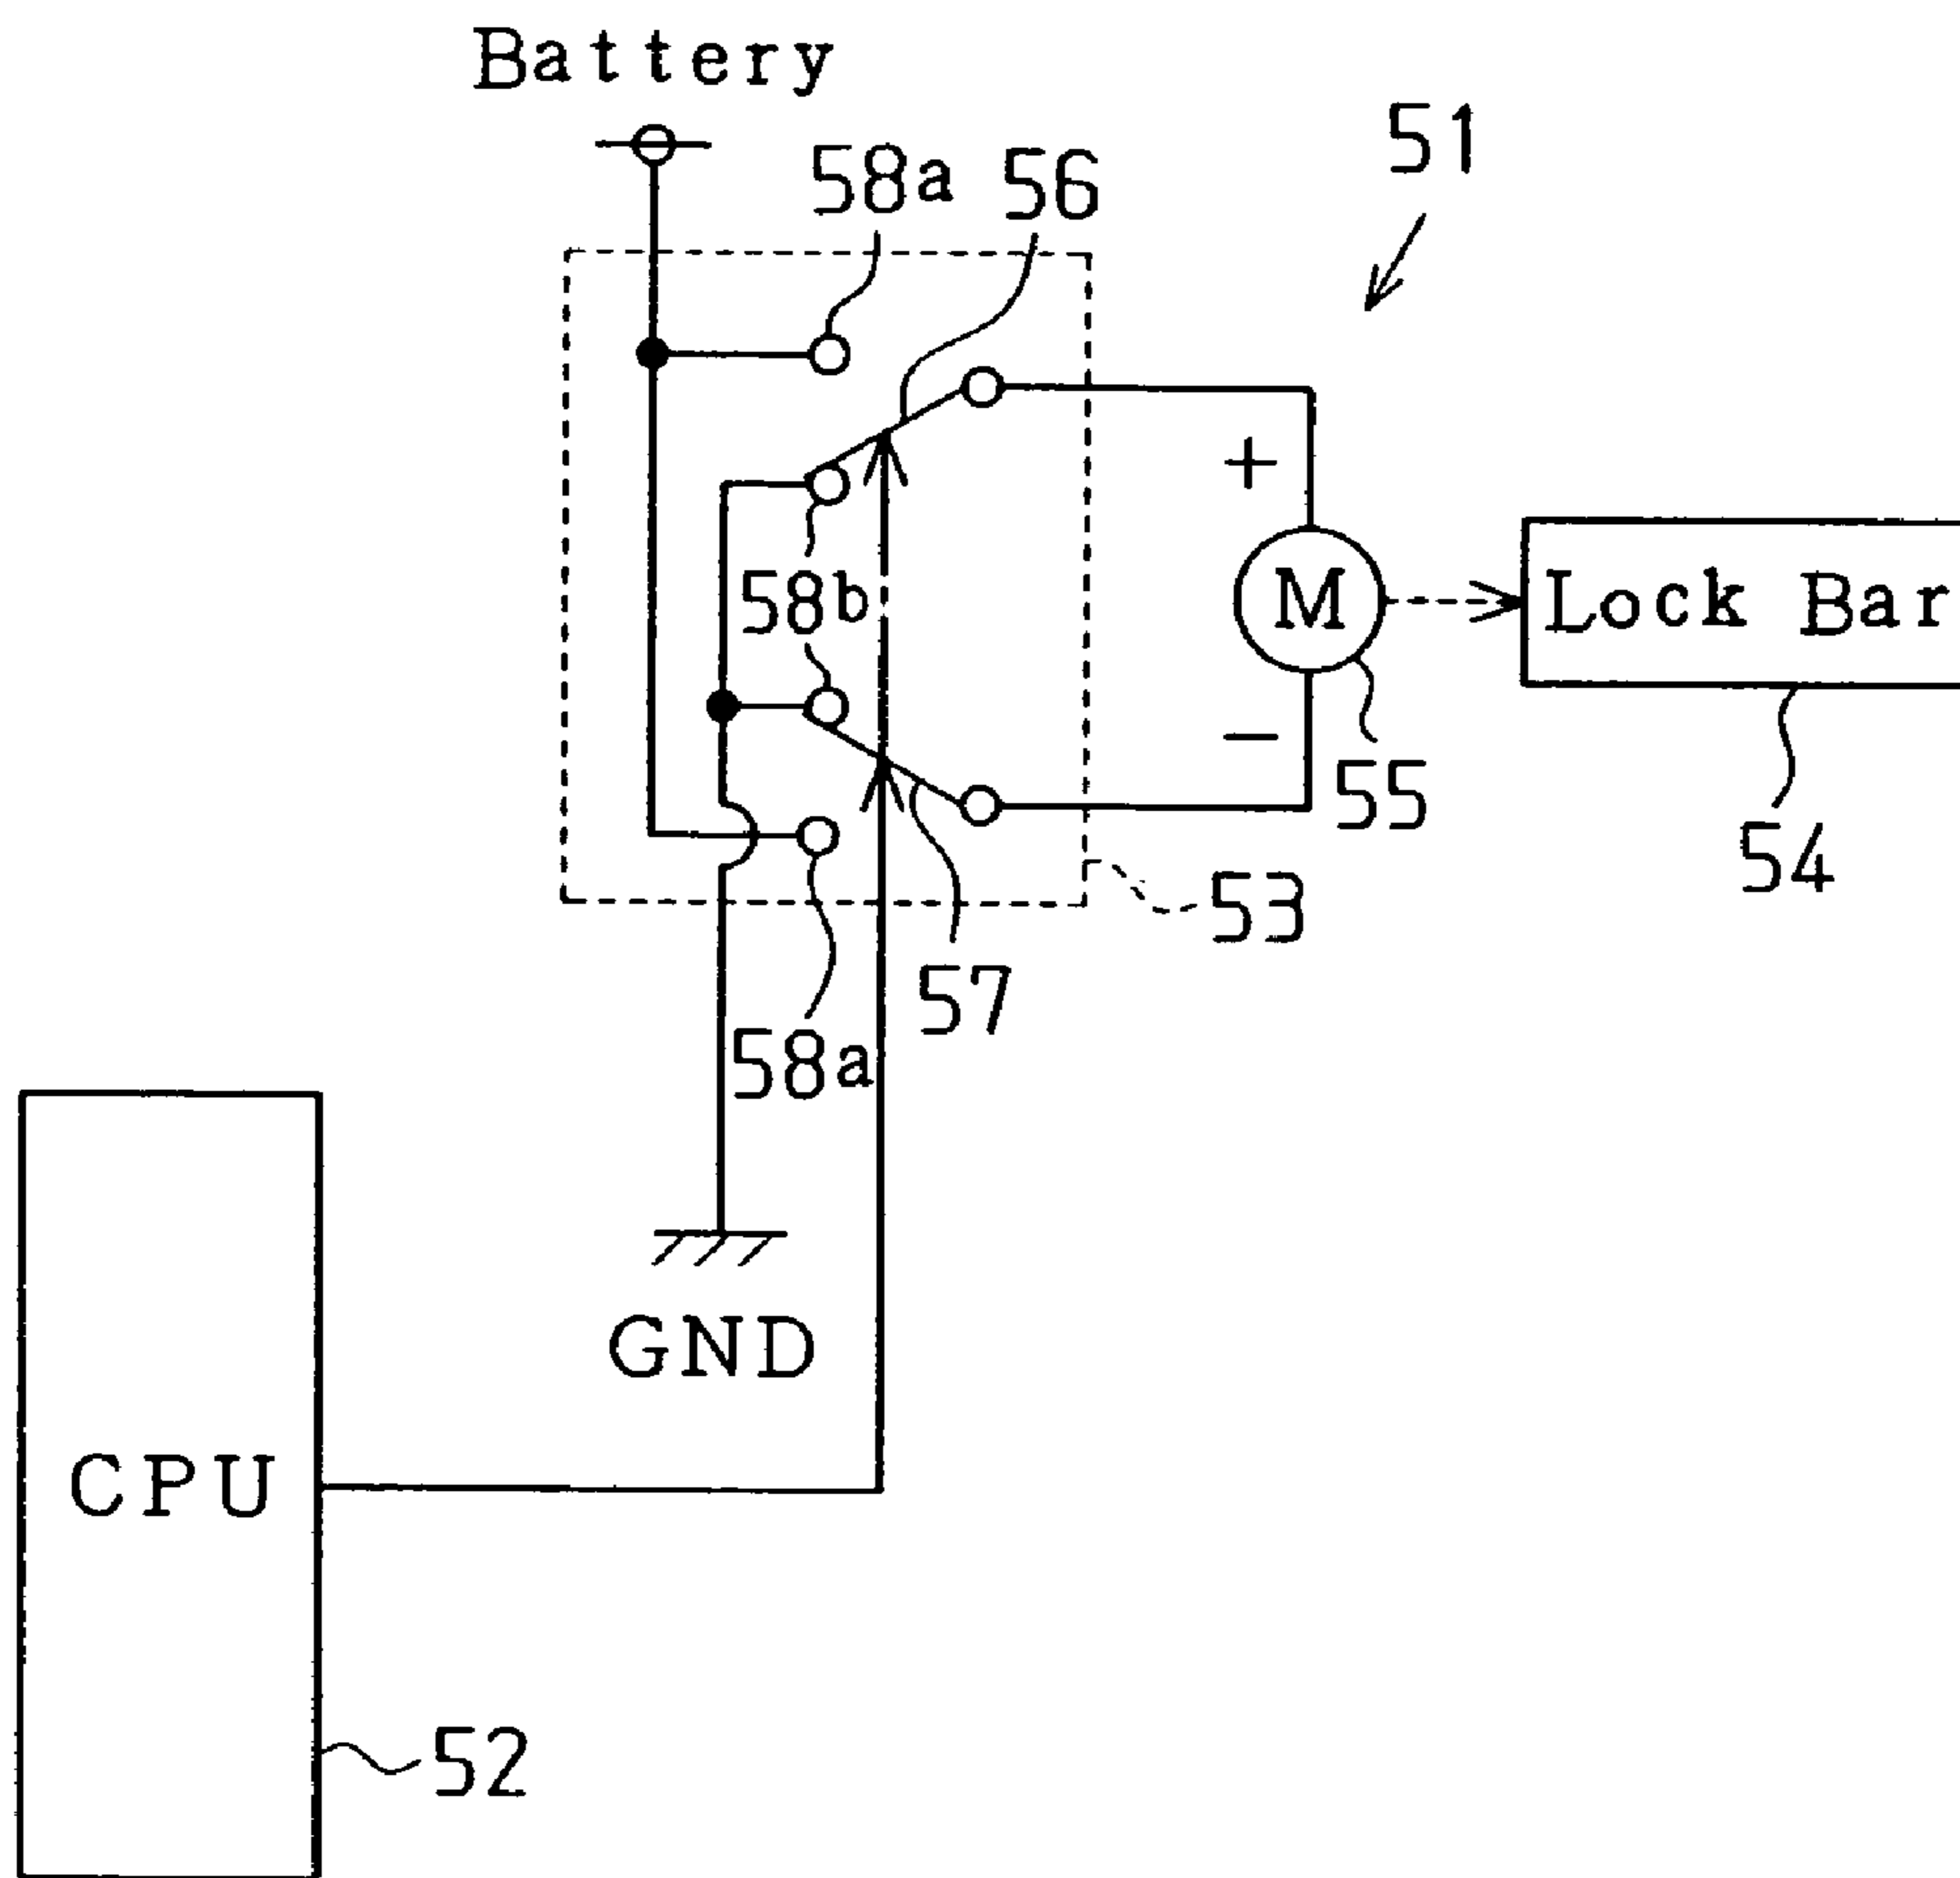 Battery
51
58a
56
58b
+
M
Lock Bar
−
55
54
53
57
58a
GND
CPU
52